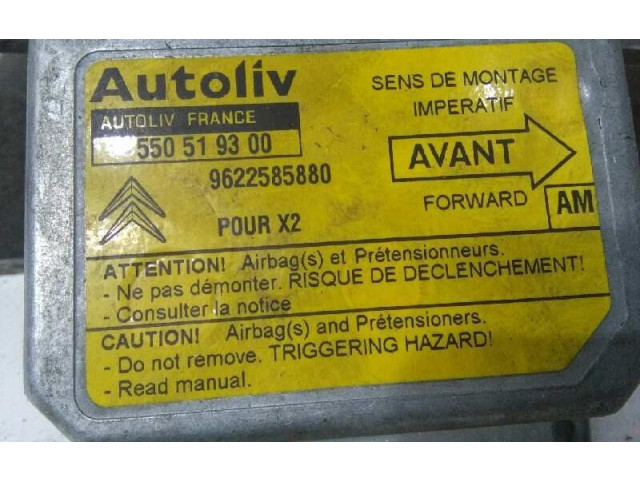 Autoliv
AUTOLIV FRANCE
550 51 93 00
9622585880
POUR X2
SENS DE MONTAGE
IMPERATIF
AVANT
FORWARD
AM
ATTENTION! Airbag(s) et Prétensionneurs.
- Ne pas démonter. RISQUE DE DECLENCHEMENT!
- Consulter la notice
CAUTION! Airbag(s) and Prétensioners.
- Do not remove. TRIGGERING HAZARD!
- Read manual.